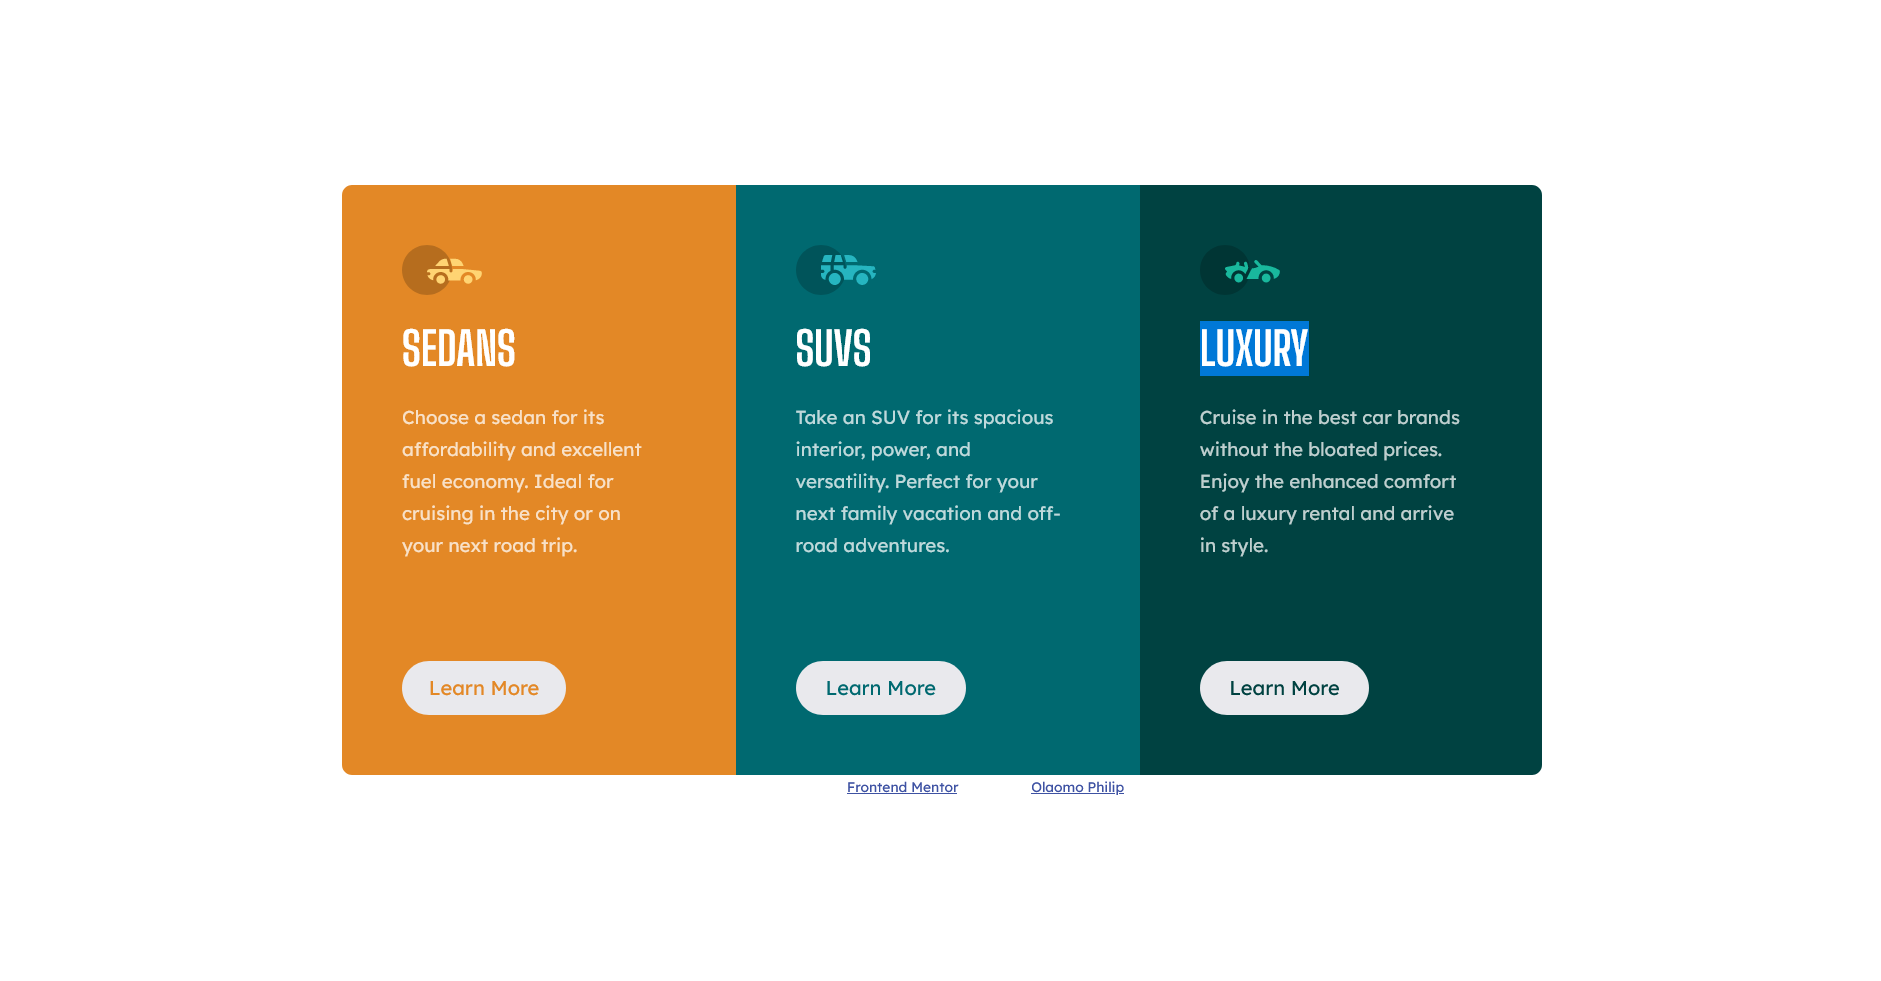 SEDANS
Choose a sedan for its
affordability and excellent
fuel economy. Ideal for
cruising in the city or on
your next road trip.
Learn More
SUVS
Take an SUV for its spacious
interior, power, and
versatility. Perfect for your
next family vacation and off-
road adventures.
Learn More
LUXURY
Cruise in the best car brands
without the bloated prices.
Enjoy the enhanced comfort
of a luxury rental and arrive
in style.
Learn More
Frontend Mentor
Olaomo Philip